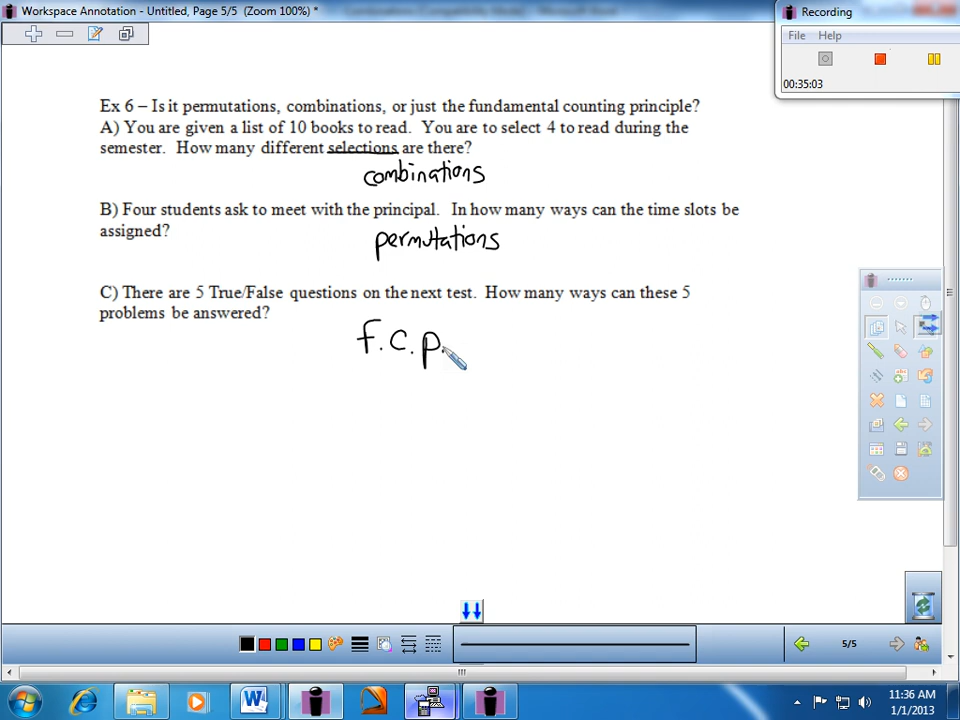 Workspace Annotation - Untitled, Page 5/5 (Zoom 100%) *
Recording
File Help
00:35:03
Ex 6 – Is it permutations, combinations, or just the fundamental counting principle?
A) You are given a list of 10 books to read. You are to select 4 to read during the
semester. How many different selections are there?
combinations
B) Four students ask to meet with the principal. In how many ways can the time slots be
assigned?
permutations
C) There are 5 True/False questions on the next test. How many ways can these 5
problems be answered?
f.c.p.
5/5
11:36 AM
1/1/2013